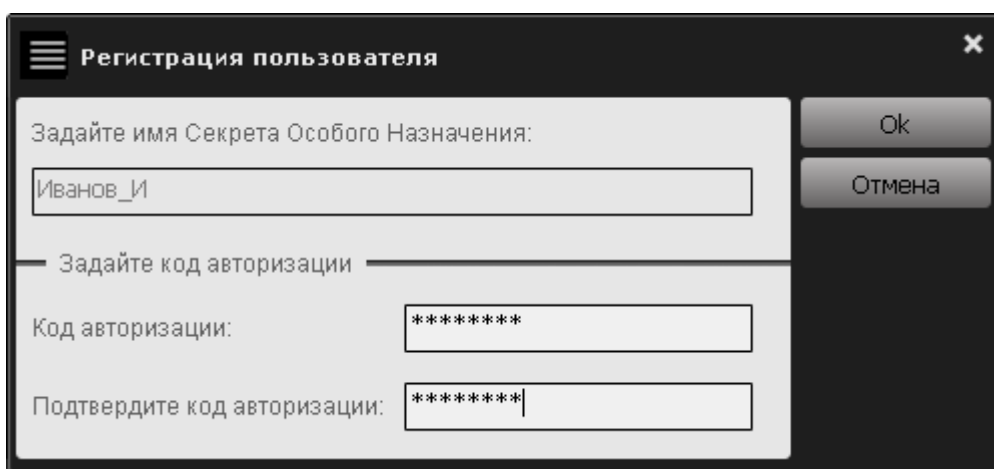 Регистрация пользователя
Задайте имя Секрета Особого Назначения:
Ok
Иванов_И
Отмена
Задайте код авторизации
Код авторизации: ********
Подтвердите код авторизации: ********